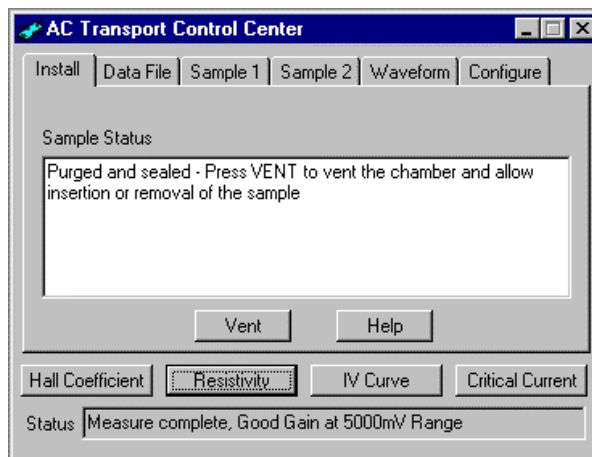 AC Transport Control Center
Install Data File Sample 1 Sample 2 Waveform Configure
Sample Status
Purged and sealed - Press VENT to vent the chamber and allow
insertion or removal of the sample
Vent Help
Hall Coefficient Resistivity IV Curve Critical Current
Status Measure complete, Good Gain at 5000mV Range